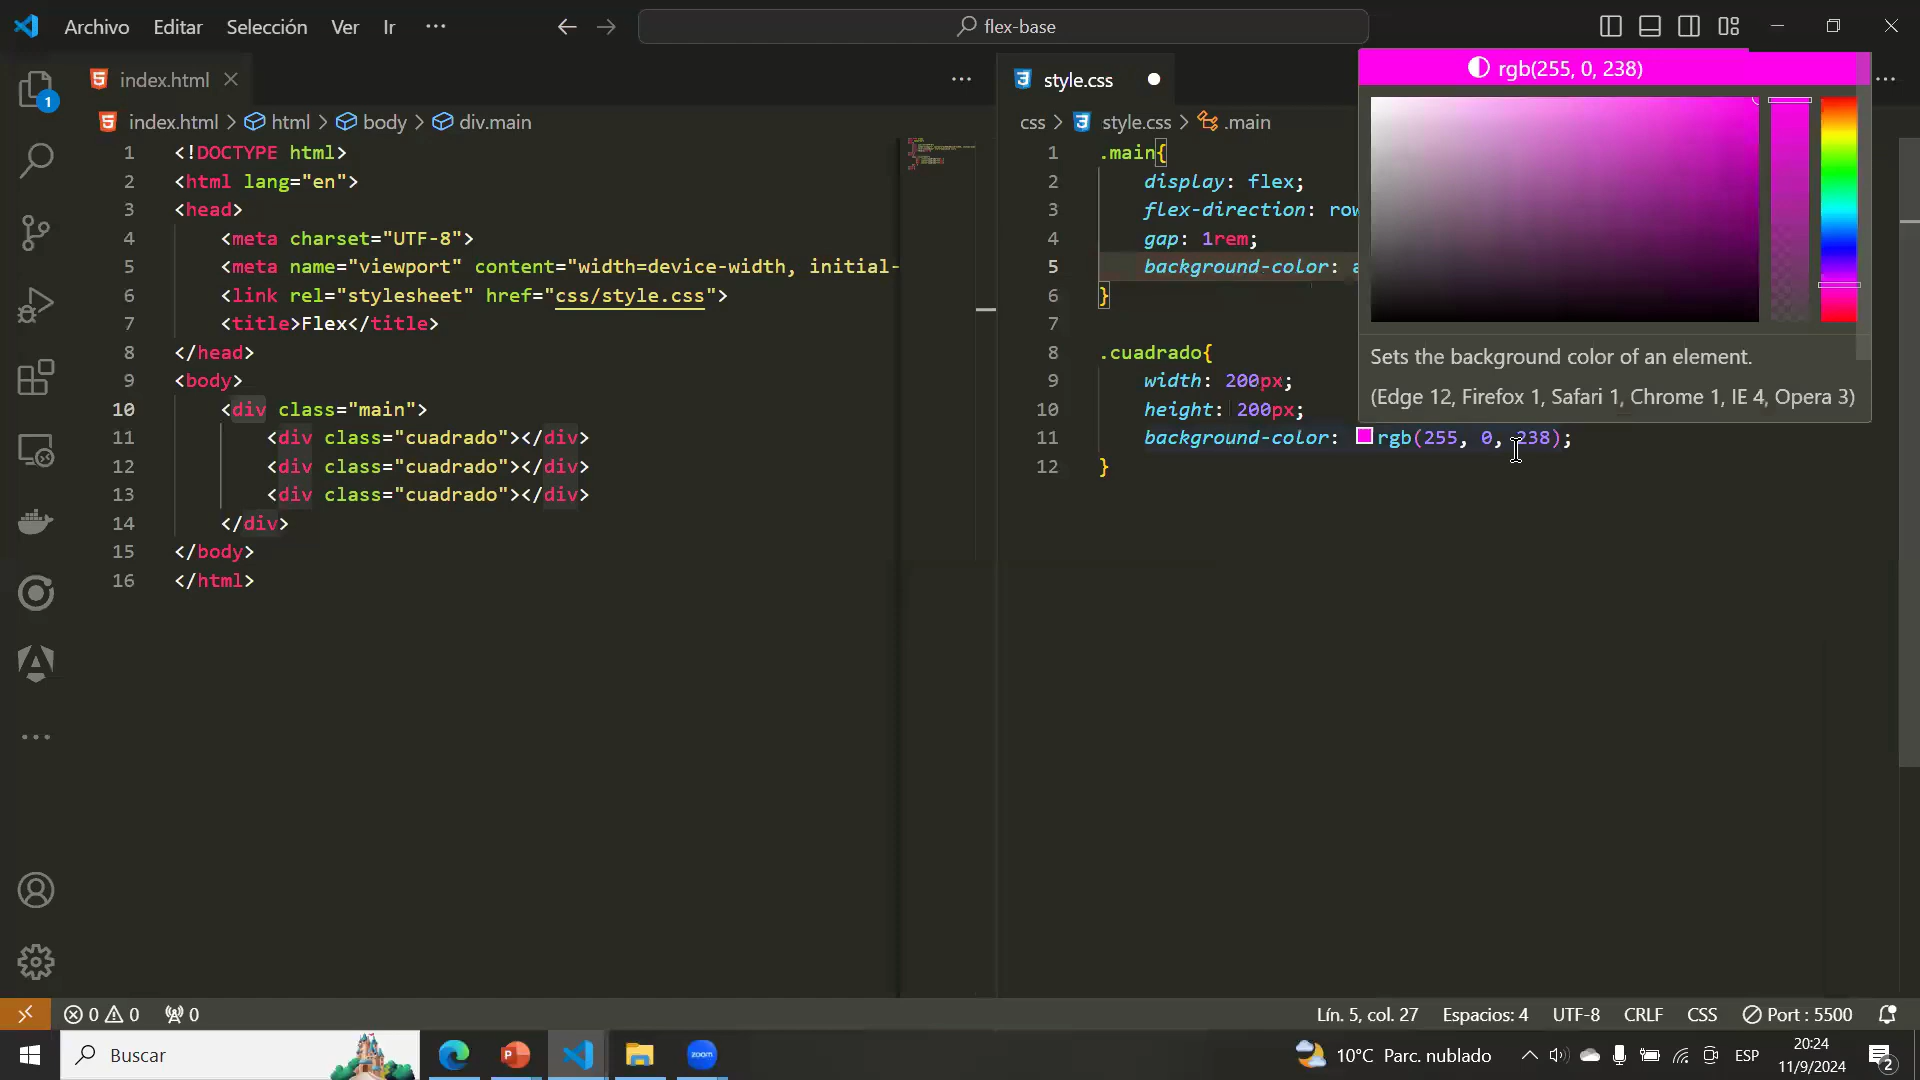 Archivo Editar Selección Ver Ir ... flex-base
index.html
index.html > html > body > div.main
1 <!DOCTYPE html>
2 <html lang="en">
3 <head>
4 <meta charset="UTF-8">
5 <meta name="viewport" content="width=device-width, initial-
6 <link rel="stylesheet" href="css/style.css">
7 <title>Flex</title>
8 </head>
9 <body>
10 <div class="main">
11 <div class="cuadrado"></div>
12 <div class="cuadrado"></div>
13 <div class="cuadrado"></div>
14 </div>
15 </body>
16 </html>
style.css
css > style.css > .main
1 .main{
2 display: flex;
3 flex-direction: row
4 gap: 1rem;
5 background-color: a
6 }
7
8 .cuadrado{
9 width: 200px;
10 height: 200px;
11 background-color: rgb(255, 0, 238);
12 }
rgb(255, 0, 238)
Sets the background color of an element.
(Edge 12, Firefox 1, Safari 1, Chrome 1, IE 4, Opera 3)
1
0 0 0 Lín. 5, col. 27 Espacios: 4 UTF-8 CRLF CSS Port : 5500
Buscar zoom 10°C Parc. nublado ESP 20:24
11/9/2024 2